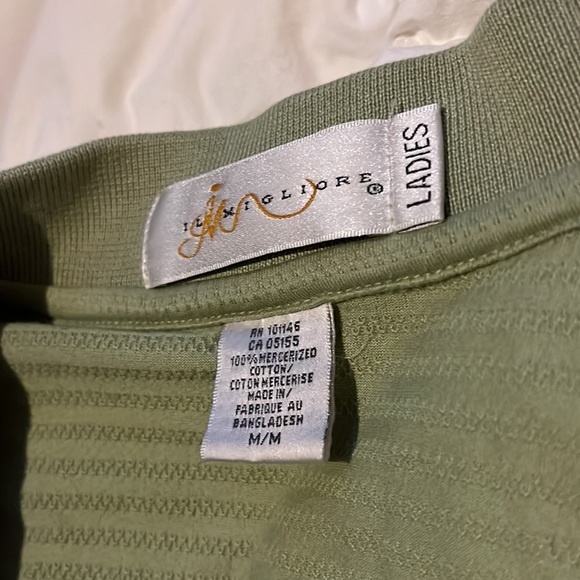 IL MIGLIORE®
LADIES
RN 101146
CA 05155
100% MERCERIZED
COTTON/
COTON MERCERISE
MADE IN/
FABRIQUE AU
BANGLADESH
M/M